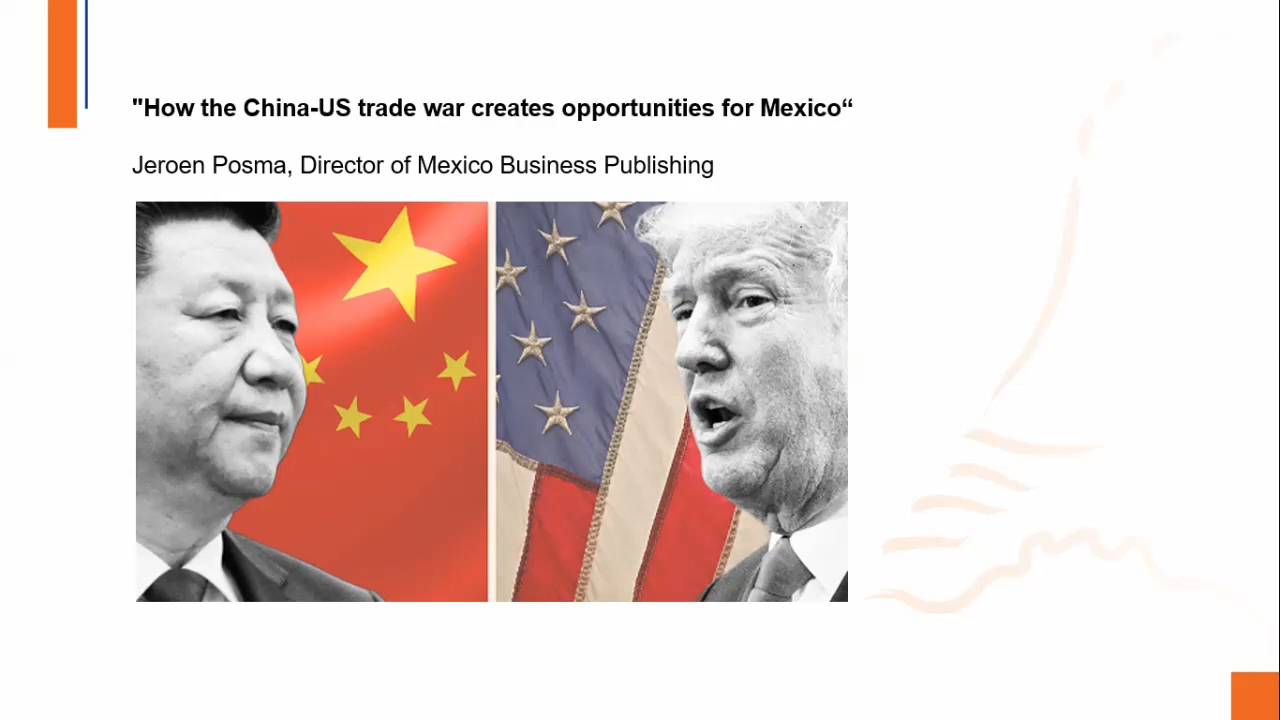 "How the China-US trade war creates opportunities for Mexico“
Jeroen Posma, Director of Mexico Business Publishing